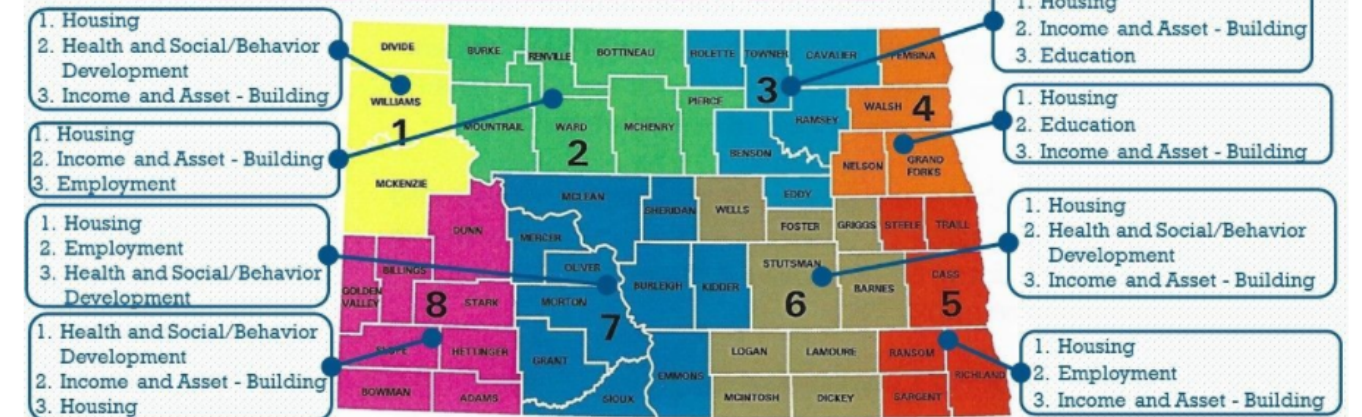 1. Housing
2. Health and Social/Behavior
Development
3. Income and Asset - Building
1. Housing
2. Income and Asset - Building
3. Employment
1. Housing
2. Employment
3. Health and Social/Behavior
Development
1. Health and Social/Behavior
Development
2. Income and Asset - Building
3. Housing
DIVIDE
BURKE
RENVILLE
BOTTINEAU
ROLETTE
TOWNER
CAVALIER
PEMBINA
WILLIAMS
1
MOUNTRAIL
WARD
2
MCHENRY
PIERCE
3
RAMSEY
BENSON
WALSH
4
NELSON
GRAND
FORKS
MCKENZIE
DUNN
MCLEAN
SHERIDAN
WELLS
EDDY
FOSTER
GRIGGS
STEELE
TRAILL
MERCER
OLIVER
BILLINGS
GOLDEN
VALLEY
8
STARK
MORTON
7
BURLEIGH
KIDDER
STUTSMAN
6
BARNES
CASS
5
SLOPE
HETTINGER
GRANT
EMMONS
LOGAN
LAMOURE
RANSOM
RICHLAND
BOWMAN
ADAMS
SIOUX
MCINTOSH
DICKEY
SARGENT
1. Housing
2. Income and Asset - Building
3. Education
1. Housing
2. Education
3. Income and Asset - Building
1. Housing
2. Health and Social/Behavior
Development
3. Income and Asset - Building
1. Housing
2. Employment
3. Income and Asset - Building